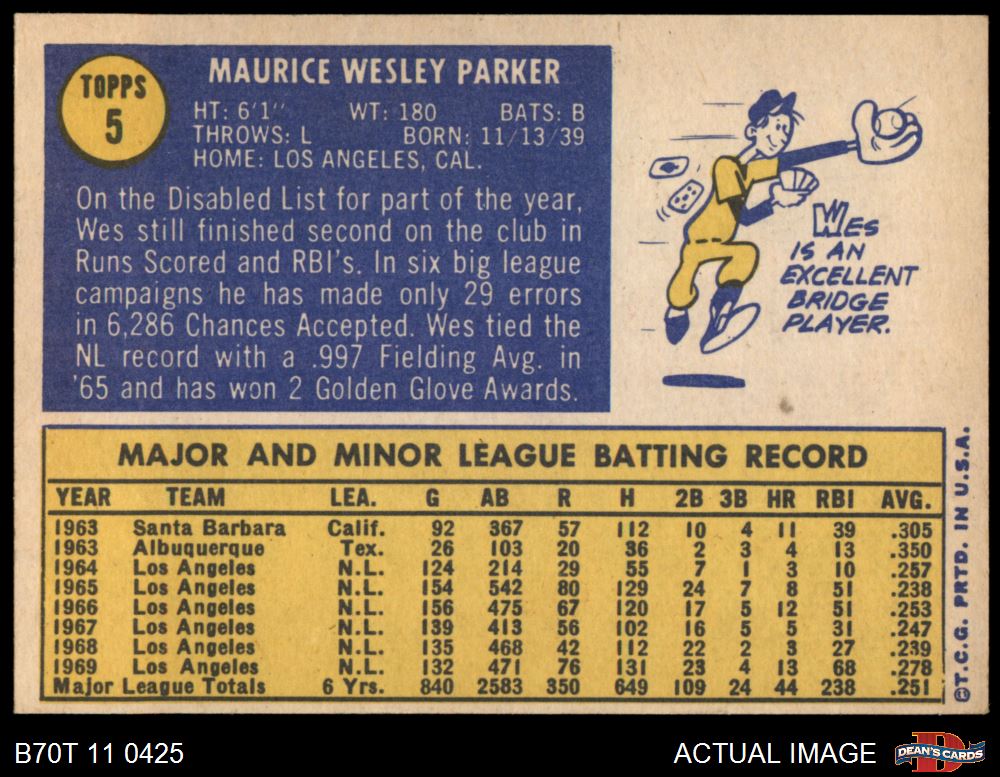 TOPPS
5
MAURICE WESLEY PARKER
HT: 6'1" WT: 180 BATS: B
THROWS: L BORN: 11/13/39
HOME: LOS ANGELES, CAL.
On the Disabled List for part of the year,
Wes still finished second on the club in
Runs Scored and RBI's. In six big league
campaigns he has made only 29 errors
in 6,286 Chances Accepted. Wes tied the
NL record with a .997 Fielding Avg. in
'65 and has won 2 Golden Glove Awards.
WES
IS AN
EXCELLENT
BRIDGE
PLAYER.
MAJOR AND MINOR LEAGUE BATTING RECORD
YEAR TEAM LEA. G AB R H 2B 3B HR RBI AVG.
1963 Santa Barbara Calif. 92 367 57 112 10 4 11 39 .305
1963 Albuquerque Tex. 26 103 20 36 2 3 4 13 .350
1964 Los Angeles N.L. 124 214 29 55 7 1 3 10 .257
1965 Los Angeles N.L. 154 542 80 129 24 7 8 51 .238
1966 Los Angeles N.L. 156 475 67 120 17 5 12 51 .253
1967 Los Angeles N.L. 139 413 56 102 16 5 5 31 .247
1968 Los Angeles N.L. 135 468 42 112 22 2 3 27 .239
1969 Los Angeles N.L. 132 471 76 131 23 4 13 68 .278
Major League Totals 6 Yrs. 840 2583 350 649 109 24 44 238 .251
©T.C.G. PRTD. IN U.S.A.
B70T 11 0425
ACTUAL IMAGE
D
DEAN'S CARDS